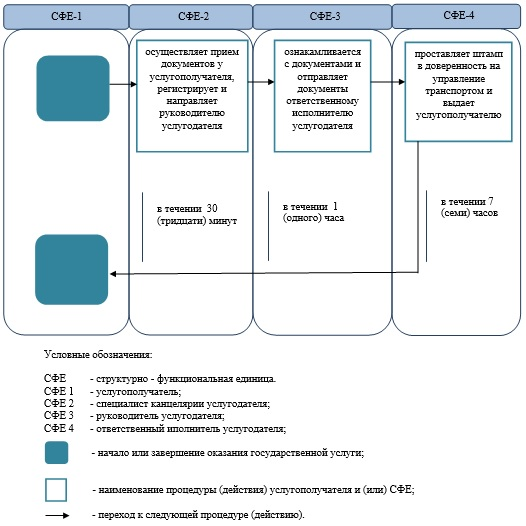 СФЕ-1
СФЕ-2
СФЕ-3
СФЕ-4
осуществляет прием
документов у
услугополучателя,
регистрирует и
направляет
руководителю
услугодателя
ознакамливается
с документами и
отправляет
документы
ответственному
исполнителю
услугодателя
проставляет штамп
в доверенность на
управление
транспортом и
выдает
услугополучателю
в течении 30
(тридцати) минут
в течении 1
(одного) часа
в течении 7
(семи) часов
Условные обозначения:
СФЕ - структурно - функциональная единица.
СФЕ 1 - услугополучатель;
СФЕ 2 - специалист канцелярии услугодателя;
СФЕ 3 - руководитель услугодателя;
СФЕ 4 - ответственный иполнитель услугодателя;
- начало или завершение оказания государственной услуги;
- наименование процедуры (действия) услугополучателя и (или) СФЕ;
- переход к следующей процедуре (действию).